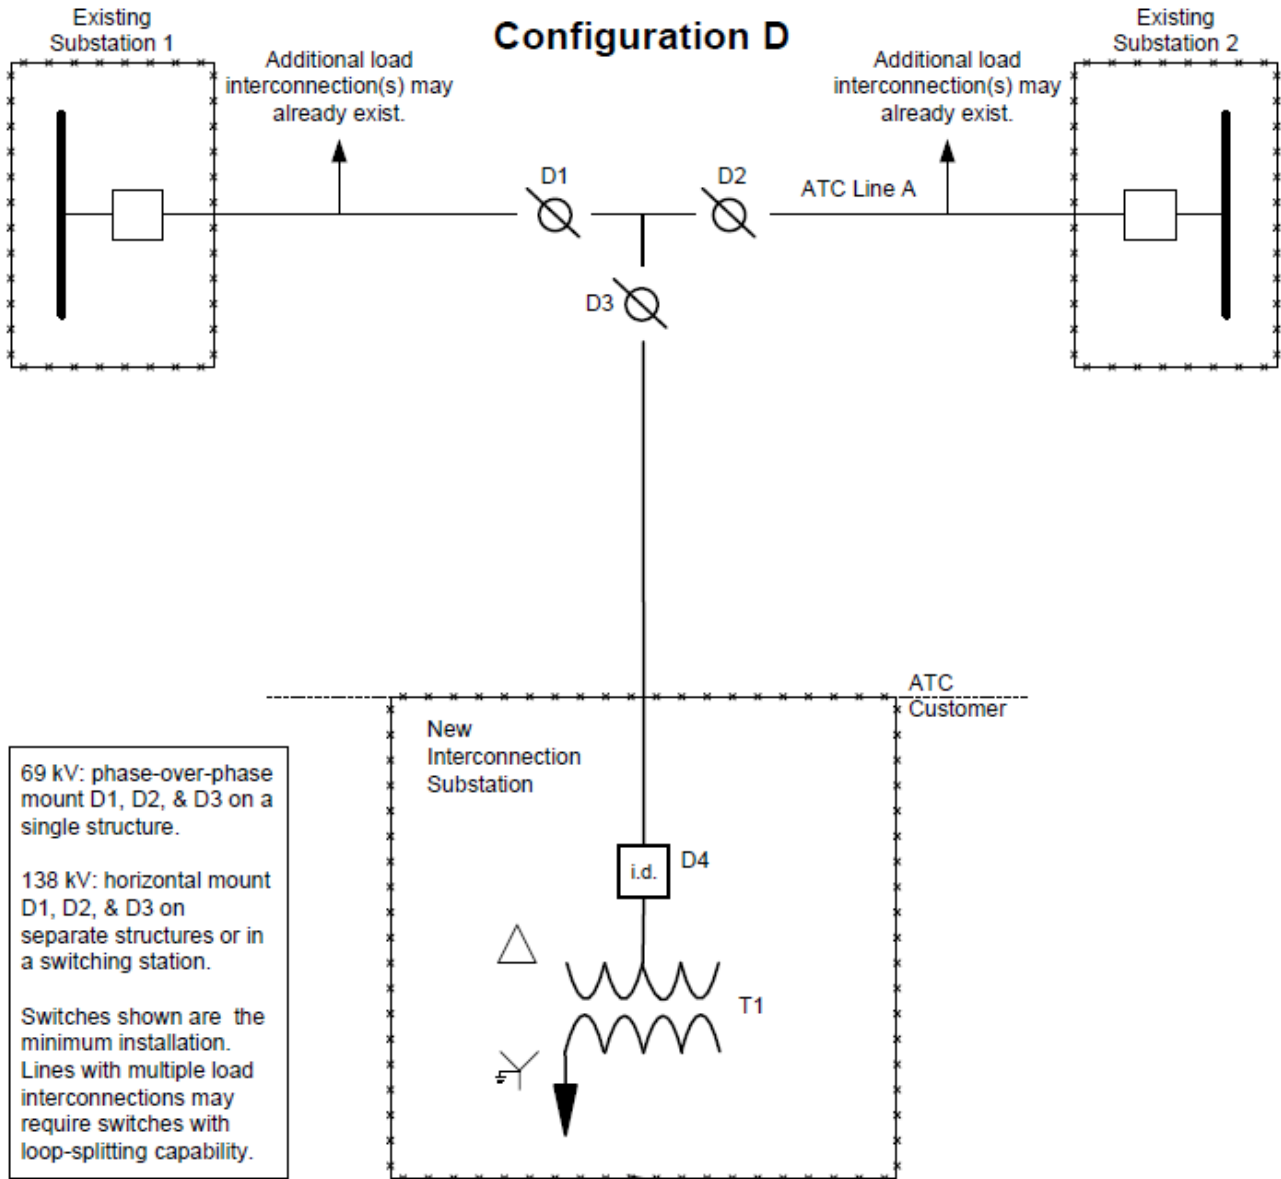 Configuration D
Existing
Substation 1
Existing
Substation 2
Additional load
interconnection(s) may
already exist.
Additional load
interconnection(s) may
already exist.
D1
D2
ATC Line A
D3
ATC
Customer
New
Interconnection
Substation
i.d.
D4
T1
69 kV: phase-over-phase
mount D1, D2, & D3 on a
single structure.
138 kV: horizontal mount
D1, D2, & D3 on
separate structures or in
a switching station.
Switches shown are the
minimum installation.
Lines with multiple load
interconnections may
require switches with
loop-splitting capability.